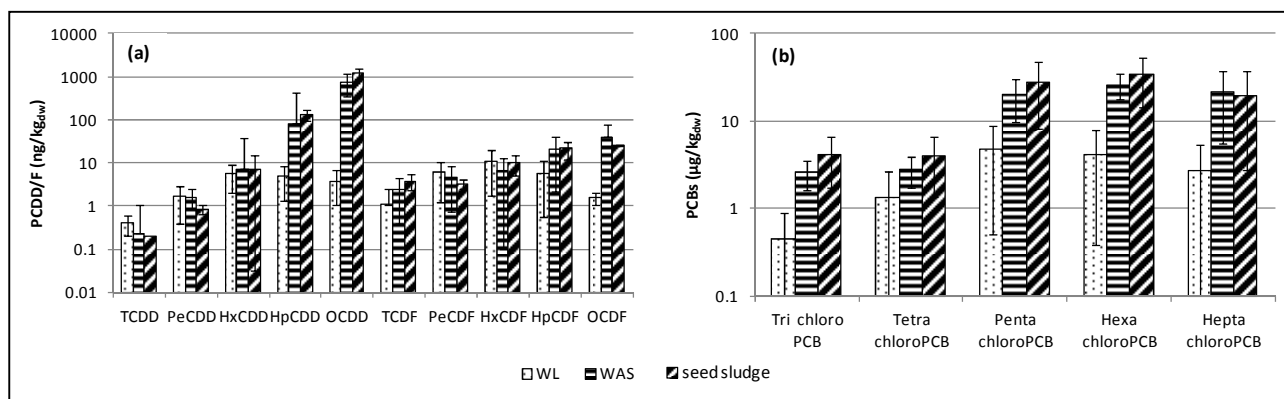 (a)
PCDD/F (ng/kgdw)
10000
1000
100
10
1
0.1
0.01
TCDD PeCDD HxCDD HpCDD OCDD TCDF PeCDF HxCDF HpCDF OCDF
(b)
PCBs (µg/kgdw)
100
10
1
0.1
Tri chloro PCB
Tetra chloroPCB
Penta chloroPCB
Hexa chloroPCB
Hepta chloroPCB
WL WAS seed sludge